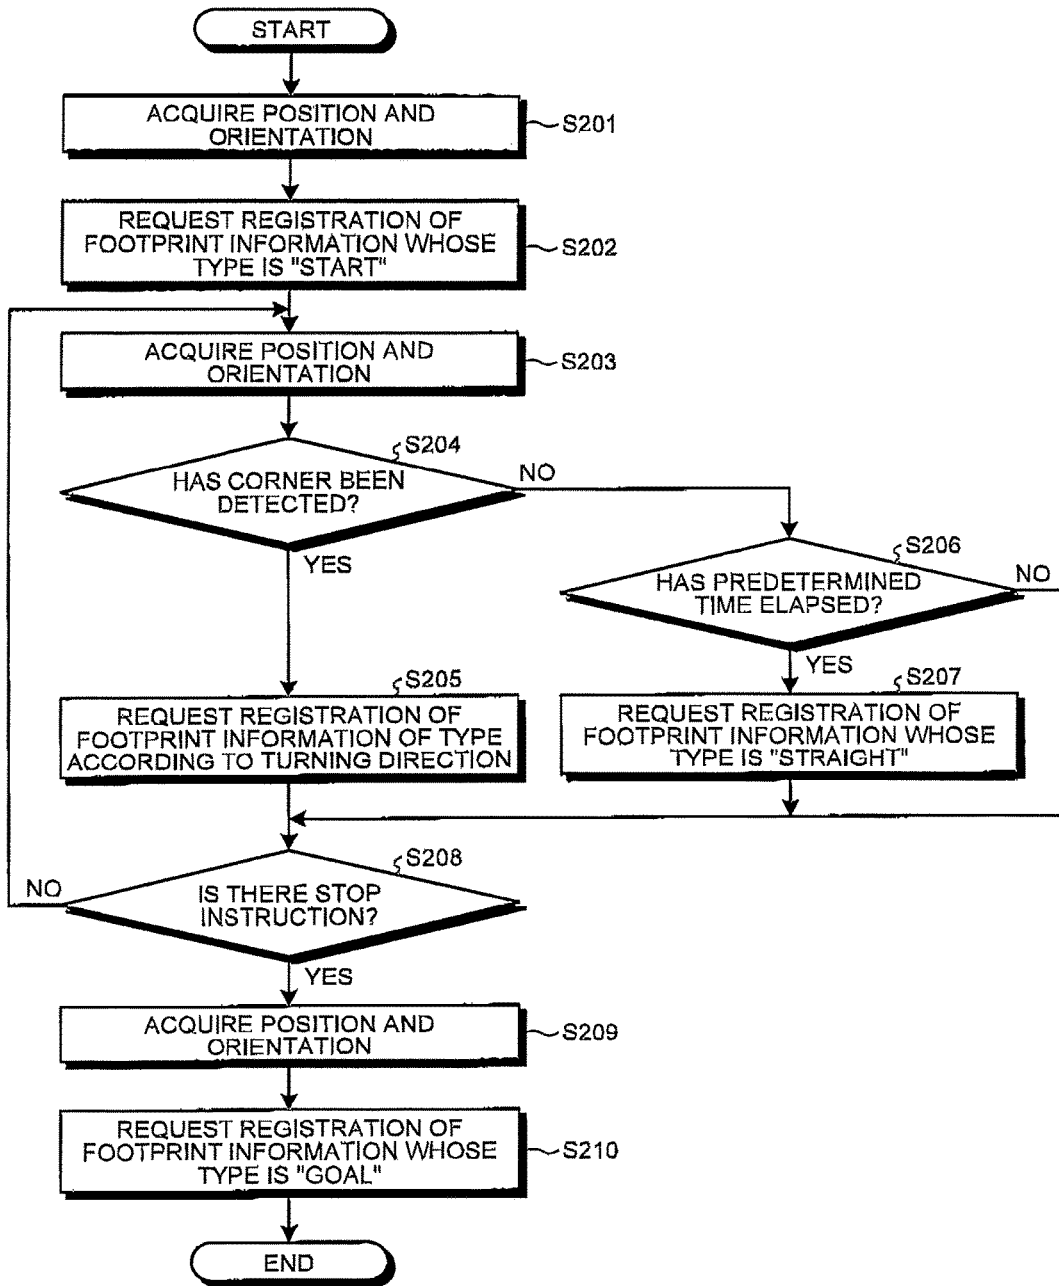 START
ACQUIRE POSITION AND
ORIENTATION
S201
REQUEST REGISTRATION OF
FOOTPRINT INFORMATION WHOSE
TYPE IS "START"
S202
ACQUIRE POSITION AND
ORIENTATION
S203
S204
HAS CORNER BEEN
DETECTED?
NO
YES
S206
HAS PREDETERMINED
TIME ELAPSED?
NO
YES
S205
REQUEST REGISTRATION OF
FOOTPRINT INFORMATION OF TYPE
ACCORDING TO TURNING DIRECTION
S207
REQUEST REGISTRATION OF
FOOTPRINT INFORMATION WHOSE
TYPE IS "STRAIGHT"
S208
NO
IS THERE STOP
INSTRUCTION?
YES
ACQUIRE POSITION AND
ORIENTATION
S209
REQUEST REGISTRATION OF
FOOTPRINT INFORMATION WHOSE
TYPE IS "GOAL"
S210
END